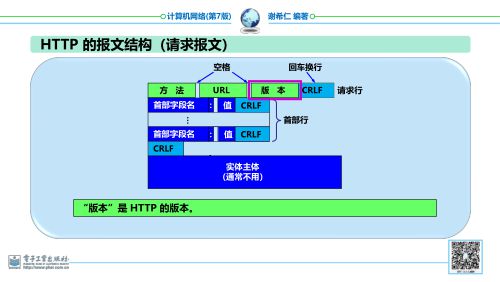 计算机网络(第7版) 谢希仁 编著
HTTP 的报文结构（请求报文）
空格 回车换行
方 法 URL 版 本 CRLF 请求行
首部字段名 : 值 CRLF
⋮ 首部行
首部字段名 : 值 CRLF
CRLF
实体主体
（通常不用）
“版本”是 HTTP 的版本。
电子工业出版社
http://www.phei.com.cn